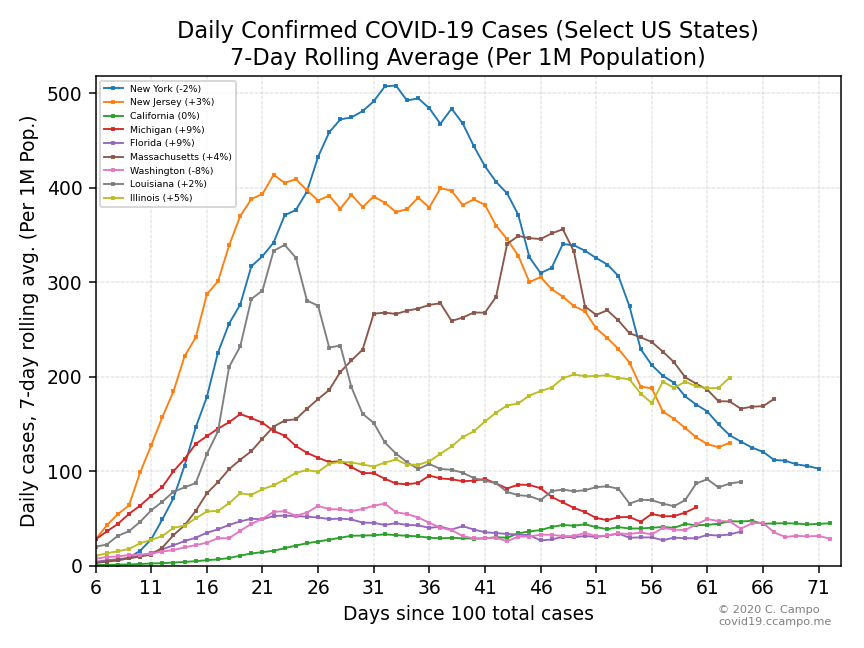 Daily Confirmed COVID-19 Cases (Select US States)
7-Day Rolling Average (Per 1M Population)
Daily cases, 7-day rolling avg. (Per 1M Pop.)
500
400
300
200
100
0
New York (-2%)
New Jersey (+3%)
California (0%)
Michigan (+9%)
Florida (+9%)
Massachusetts (+4%)
Washington (-8%)
Louisiana (+2%)
Illinois (+5%)
6 11 16 21 26 31 36 41 46 51 56 61 66 71
Days since 100 total cases
© 2020 C. Campo
covid19.ccampo.me